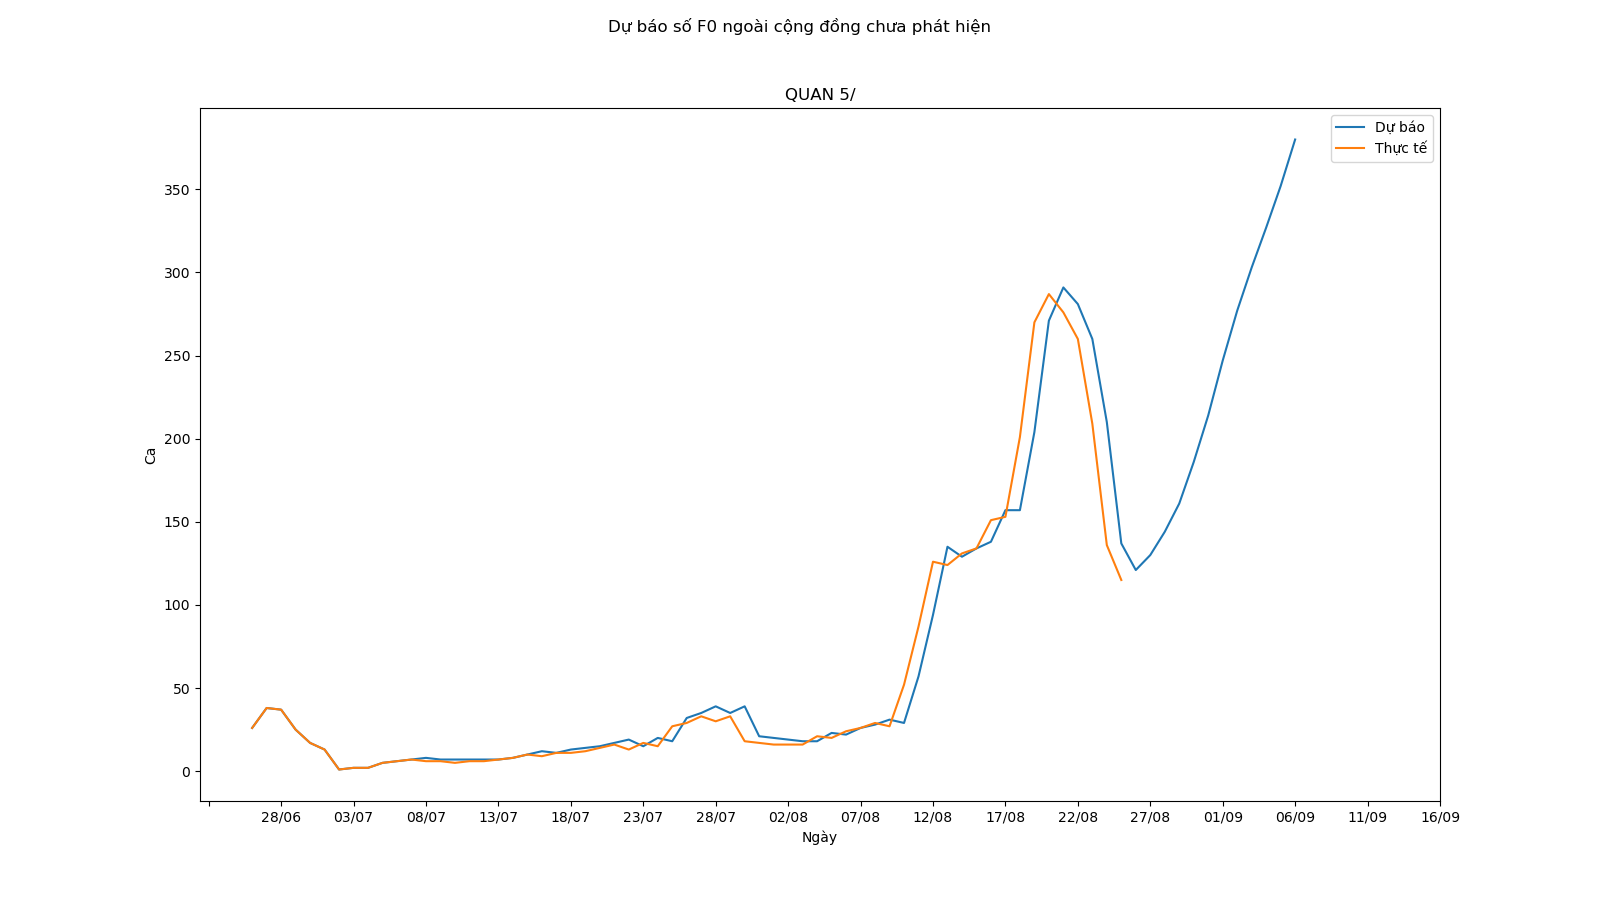 Dự báo số F0 ngoài cộng đồng chưa phát hiện
QUAN 5/
Dự báo
Thực tế
Ca
350
300
250
200
150
100
50
0
28/06 03/07 08/07 13/07 18/07 23/07 28/07 02/08 07/08 12/08 17/08 22/08 27/08 01/09 06/09 11/09 16/09
Ngày